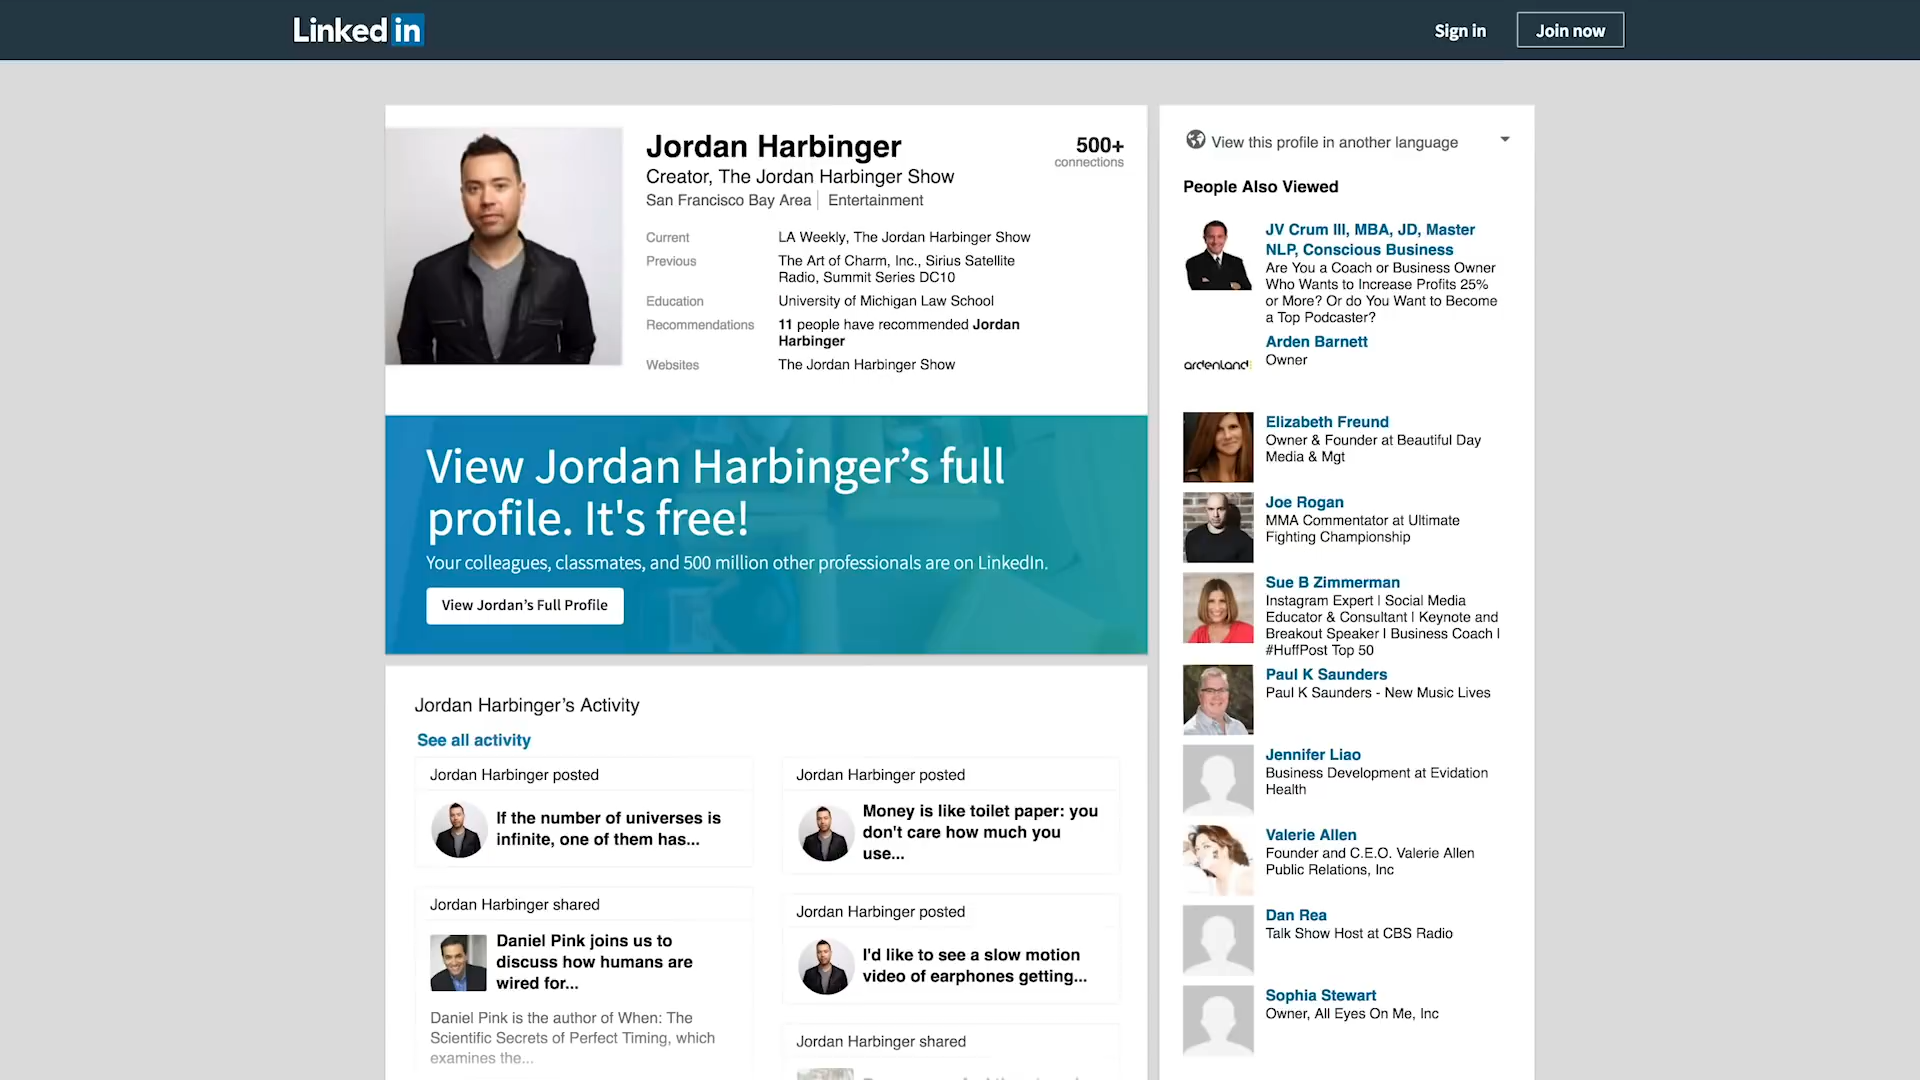 Linked in
Sign in
Join now
Jordan Harbinger
Creator, The Jordan Harbinger Show
San Francisco Bay Area | Entertainment
500+
connections
Current
LA Weekly, The Jordan Harbinger Show
Previous
The Art of Charm, Inc., Sirius Satellite
Radio, Summit Series DC10
Education
University of Michigan Law School
Recommendations
11 people have recommended Jordan
Harbinger
Websites
The Jordan Harbinger Show
View Jordan Harbinger’s full
profile. It's free!
Your colleagues, classmates, and 500 million other professionals are on LinkedIn.
View Jordan’s Full Profile
Jordan Harbinger’s Activity
See all activity
Jordan Harbinger posted
If the number of universes is
infinite, one of them has...
Jordan Harbinger shared
Daniel Pink joins us to
discuss how humans are
wired for...
Daniel Pink is the author of When: The
Scientific Secrets of Perfect Timing, which
examines the...
Jordan Harbinger posted
Money is like toilet paper: you
don't care how much you
use...
Jordan Harbinger posted
I'd like to see a slow motion
video of earphones getting...
Jordan Harbinger shared
View this profile in another language
People Also Viewed
JV Crum III, MBA, JD, Master
NLP, Conscious Business
Are You a Coach or Business Owner
Who Wants to Increase Profits 25%
or More? Or do You Want to Become
a Top Podcaster?
ardenland
Arden Barnett
Owner
Elizabeth Freund
Owner & Founder at Beautiful Day
Media & Mgt
Joe Rogan
MMA Commentator at Ultimate
Fighting Championship
Sue B Zimmerman
Instagram Expert | Social Media
Educator & Consultant | Keynote and
Breakout Speaker | Business Coach |
#HuffPost Top 50
Paul K Saunders
Paul K Saunders - New Music Lives
Jennifer Liao
Business Development at Evidation
Health
Valerie Allen
Founder and C.E.O. Valerie Allen
Public Relations, Inc
Dan Rea
Talk Show Host at CBS Radio
Sophia Stewart
Owner, All Eyes On Me, Inc